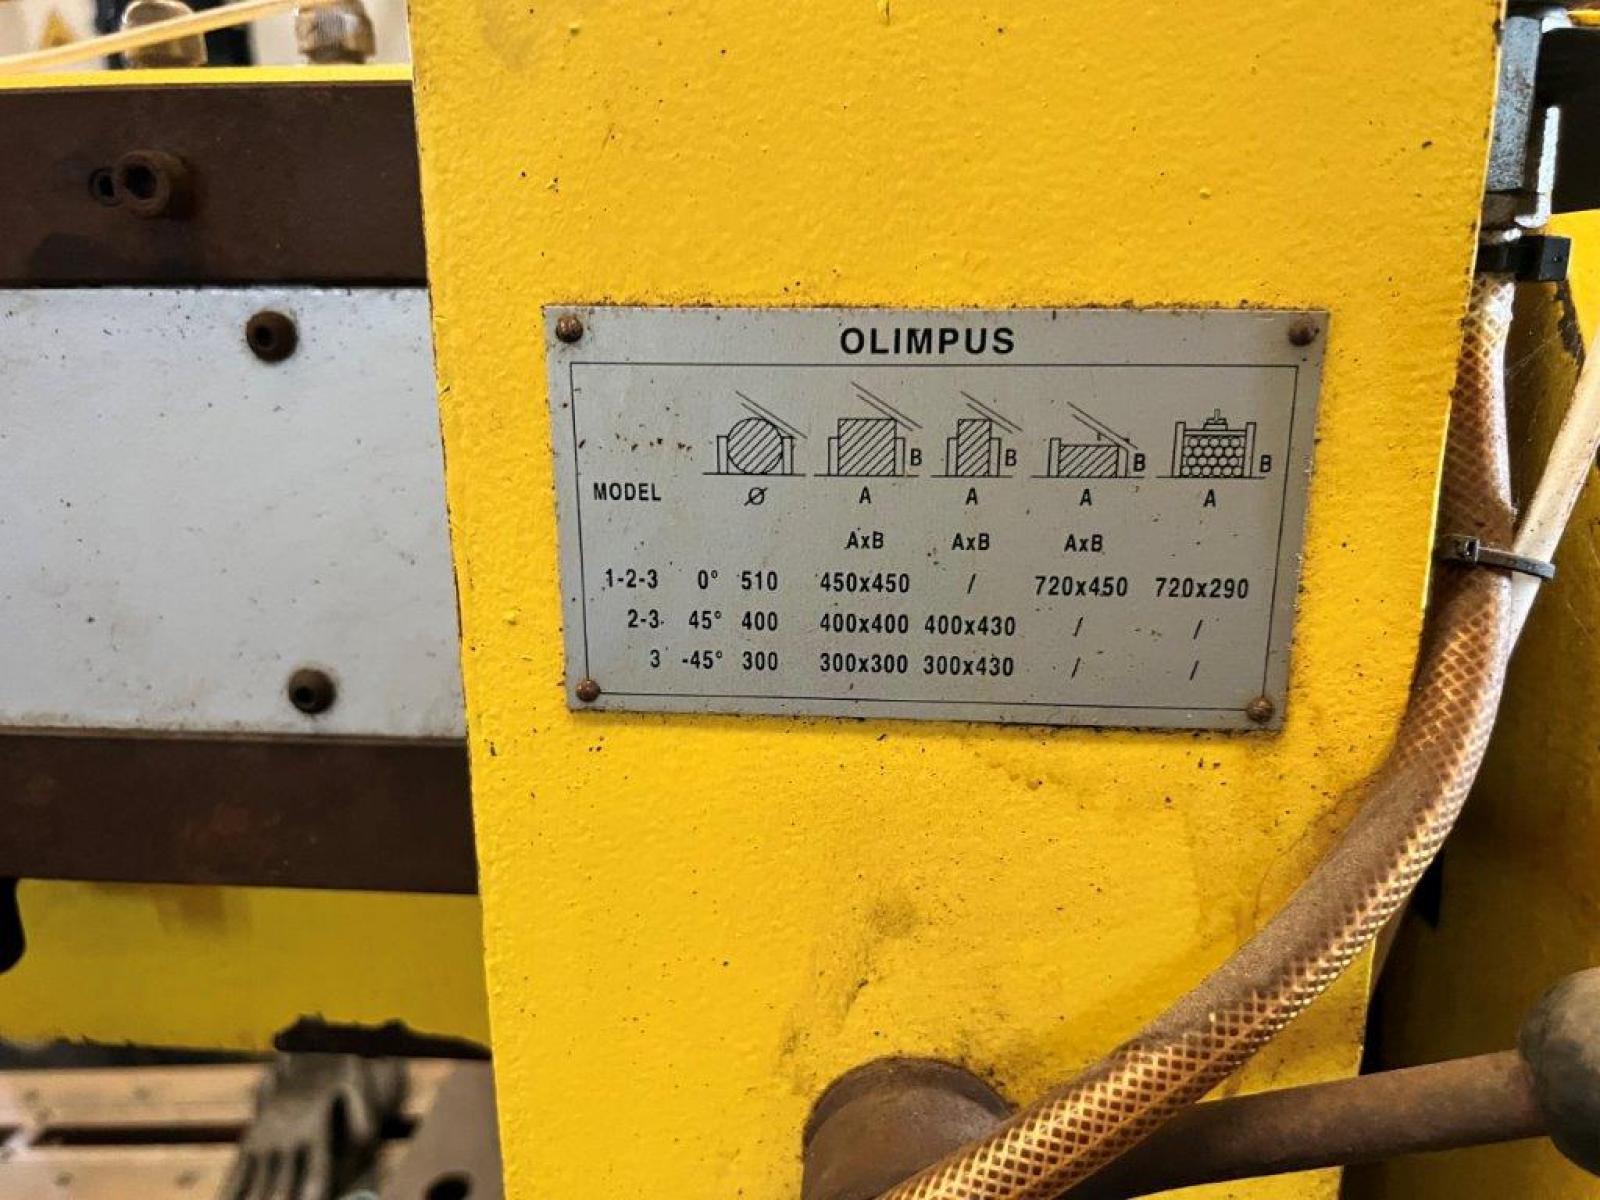 OLIMPUS
B B B B
MODEL Ø A A A A
AxB AxB AxB
1-2-3 0° 510 450x450 / 720x450 720x290
2-3 45° 400 400x400 400x430 / /
3 -45° 300 300x300 300x430 / /